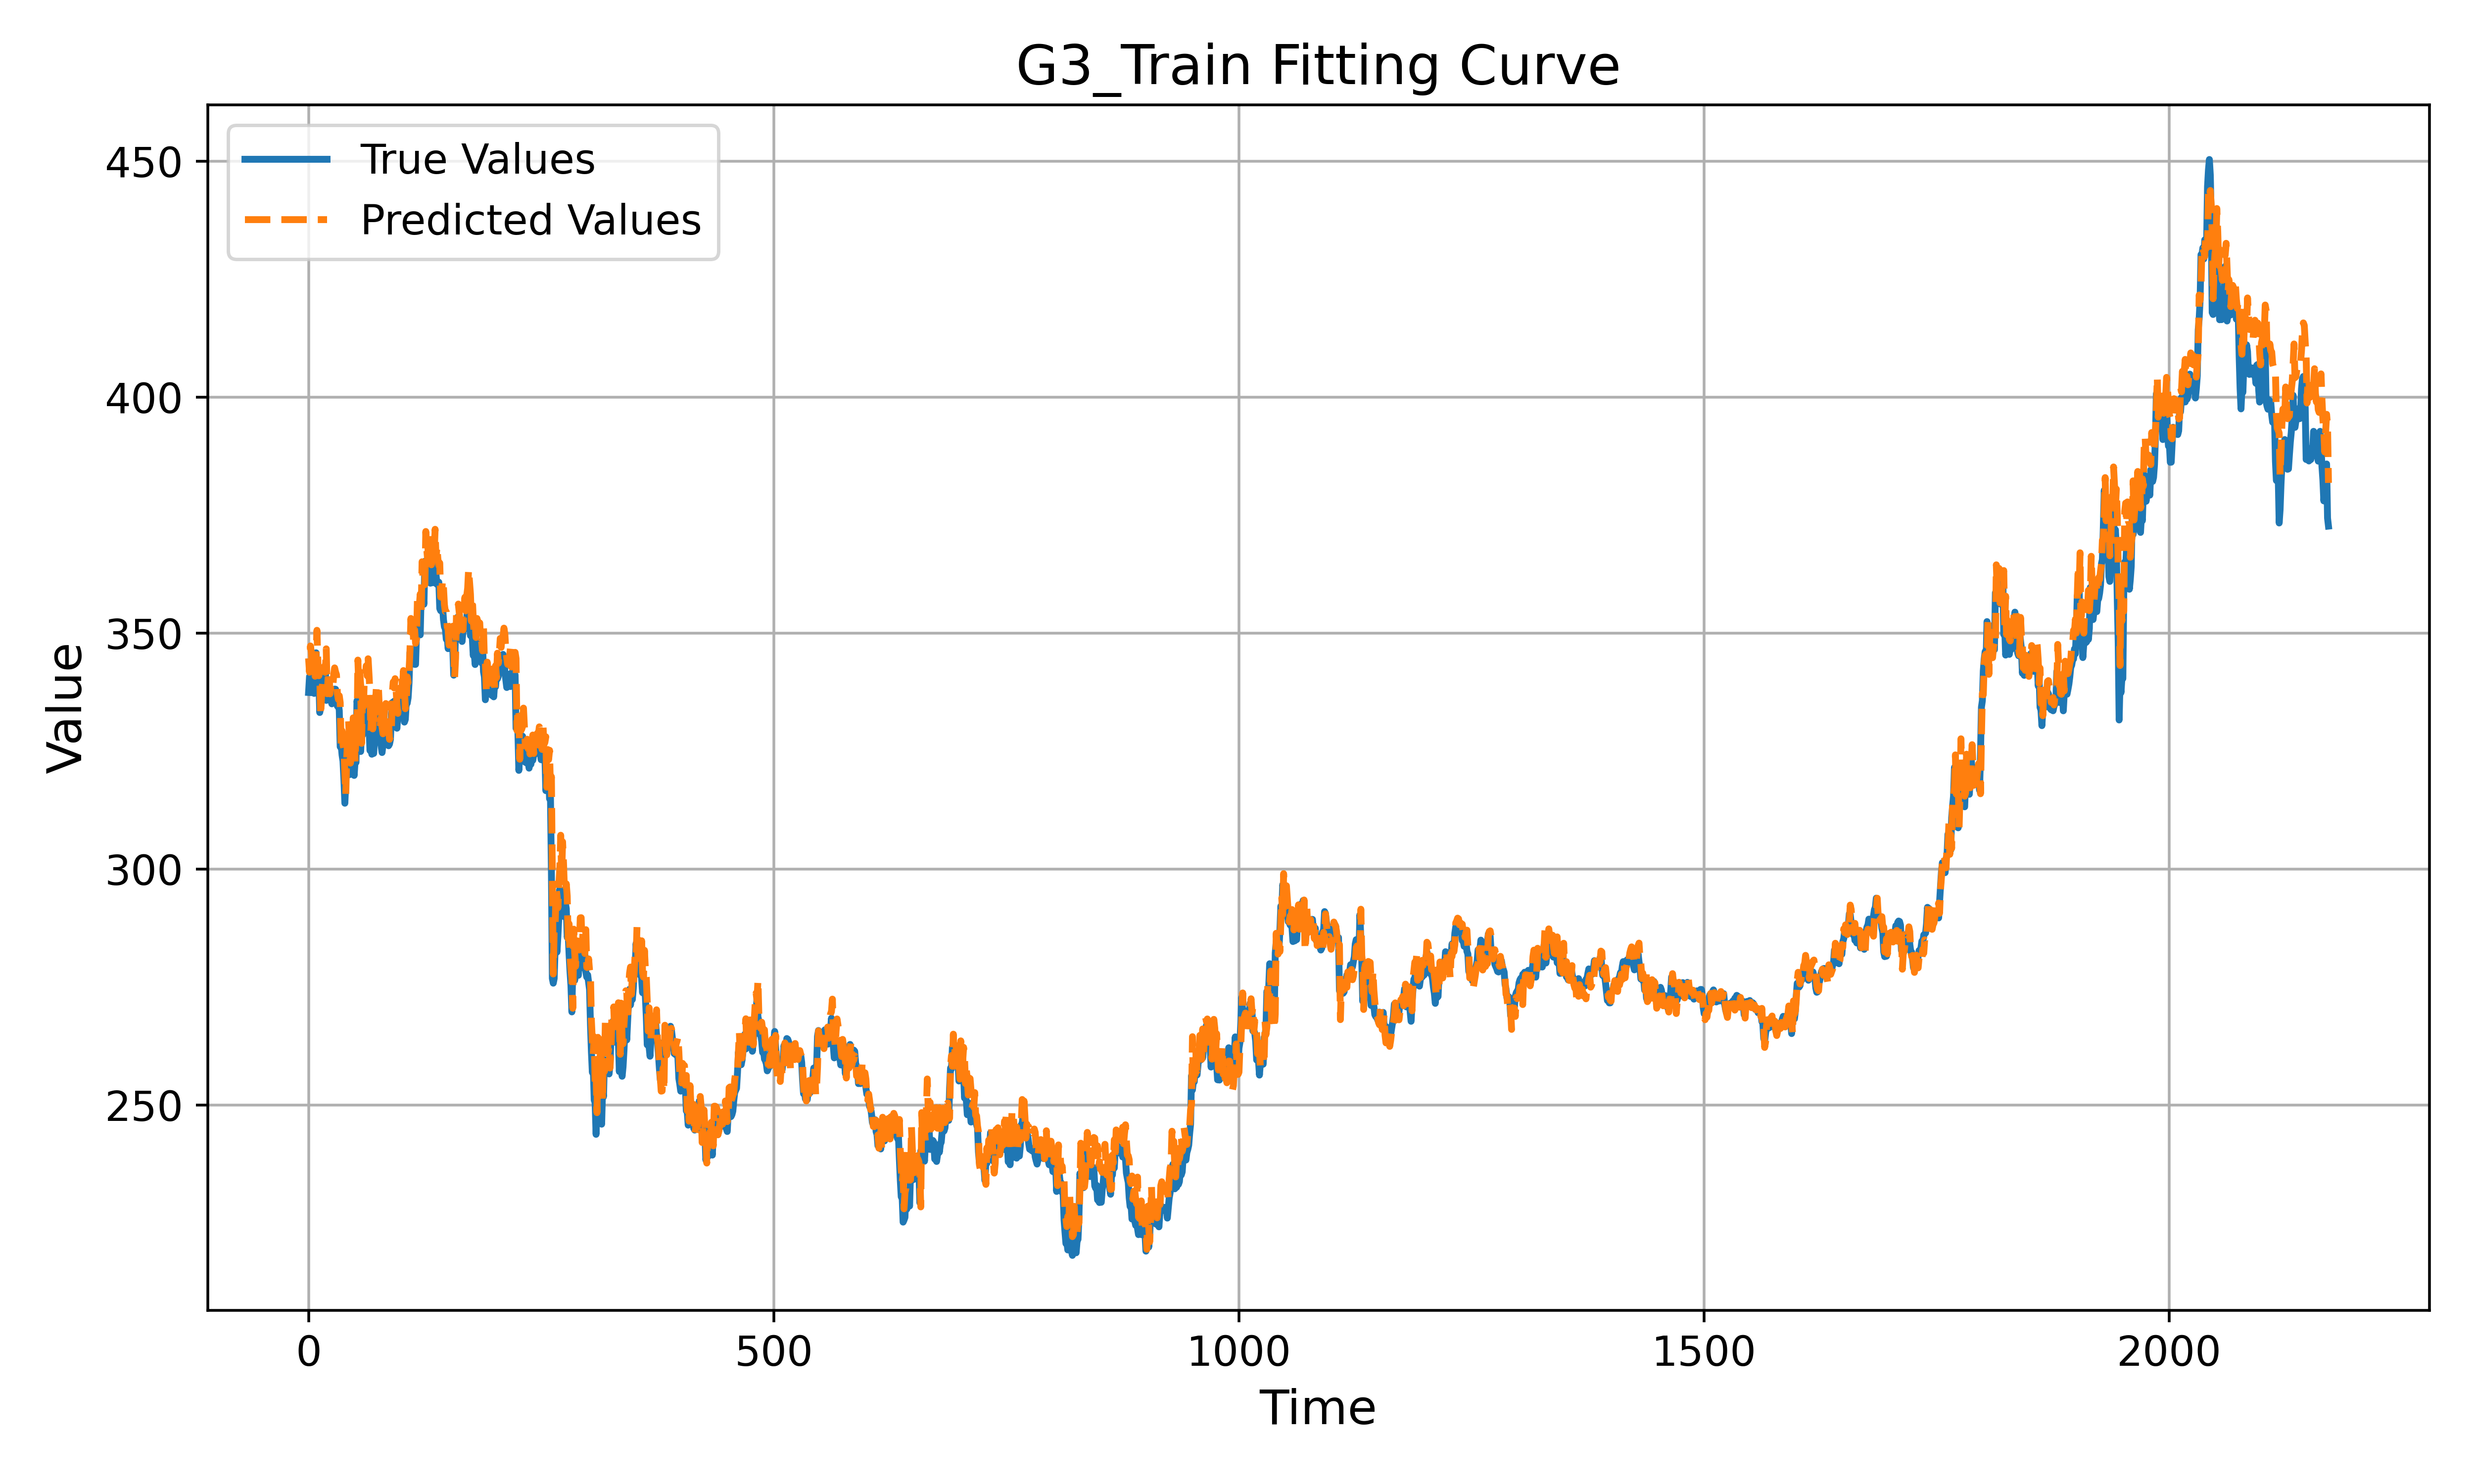 G3_Train Fitting Curve
True Values
Predicted Values
Value
450
400
350
300
250
0
500
1000
1500
2000
Time